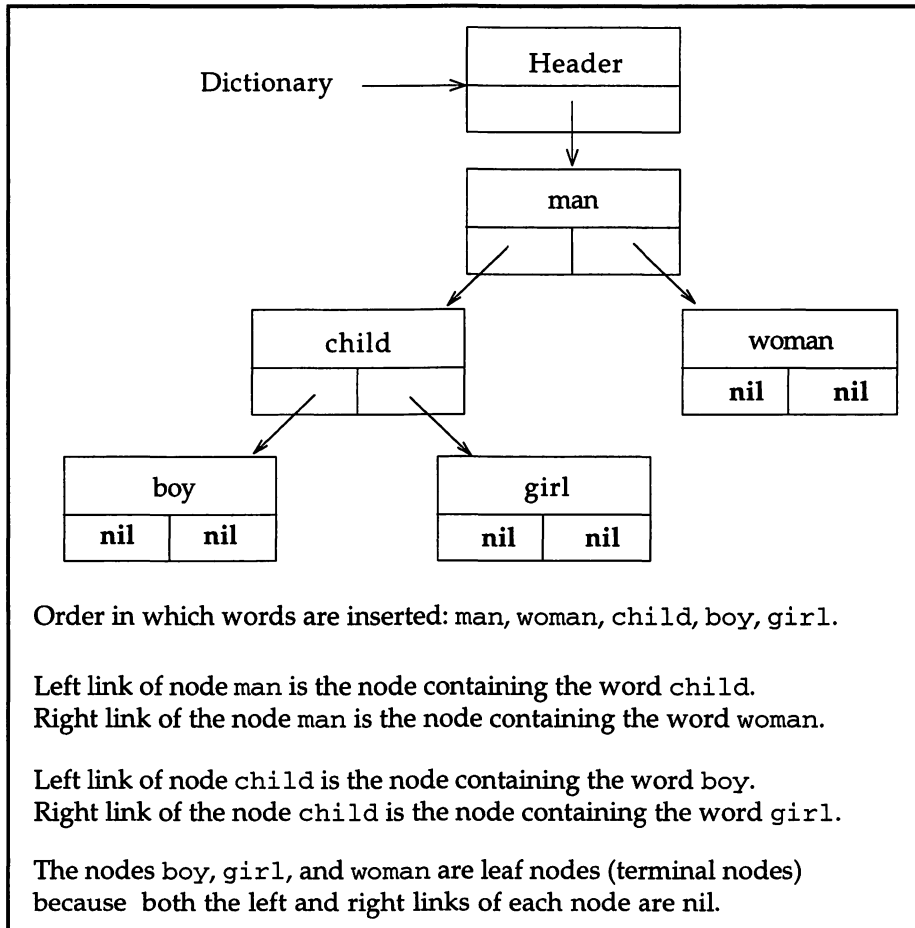 Header
Dictionary
man
child
woman
nil nil
boy
girl
nil nil
nil nil
Order in which words are inserted: man, woman, child, boy, girl.
Left link of node man is the node containing the word child.
Right link of the node man is the node containing the word woman.
Left link of node child is the node containing the word boy.
Right link of the node child is the node containing the word girl.
The nodes boy, girl, and woman are leaf nodes (terminal nodes)
because both the left and right links of each node are nil.